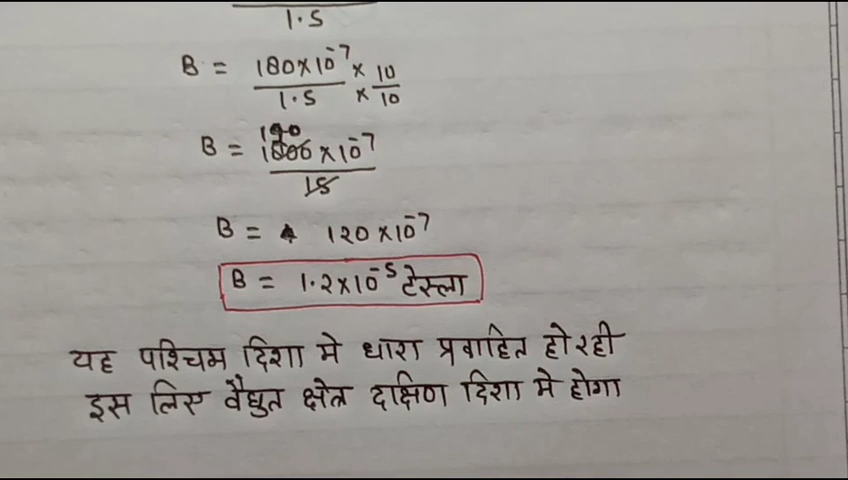 1.5
B = 180×10⁻⁷ × 10
1.5 × 10
190
B = 1800×10⁻⁷
15
B = 120×10⁻⁷
B = 1.2×10⁻⁵ टेस्ला
यह पश्चिम दिशा मे धारा प्रवाहित हो रही
इस लिए वैधुत क्षेत्र दक्षिण दिशा मे होगा